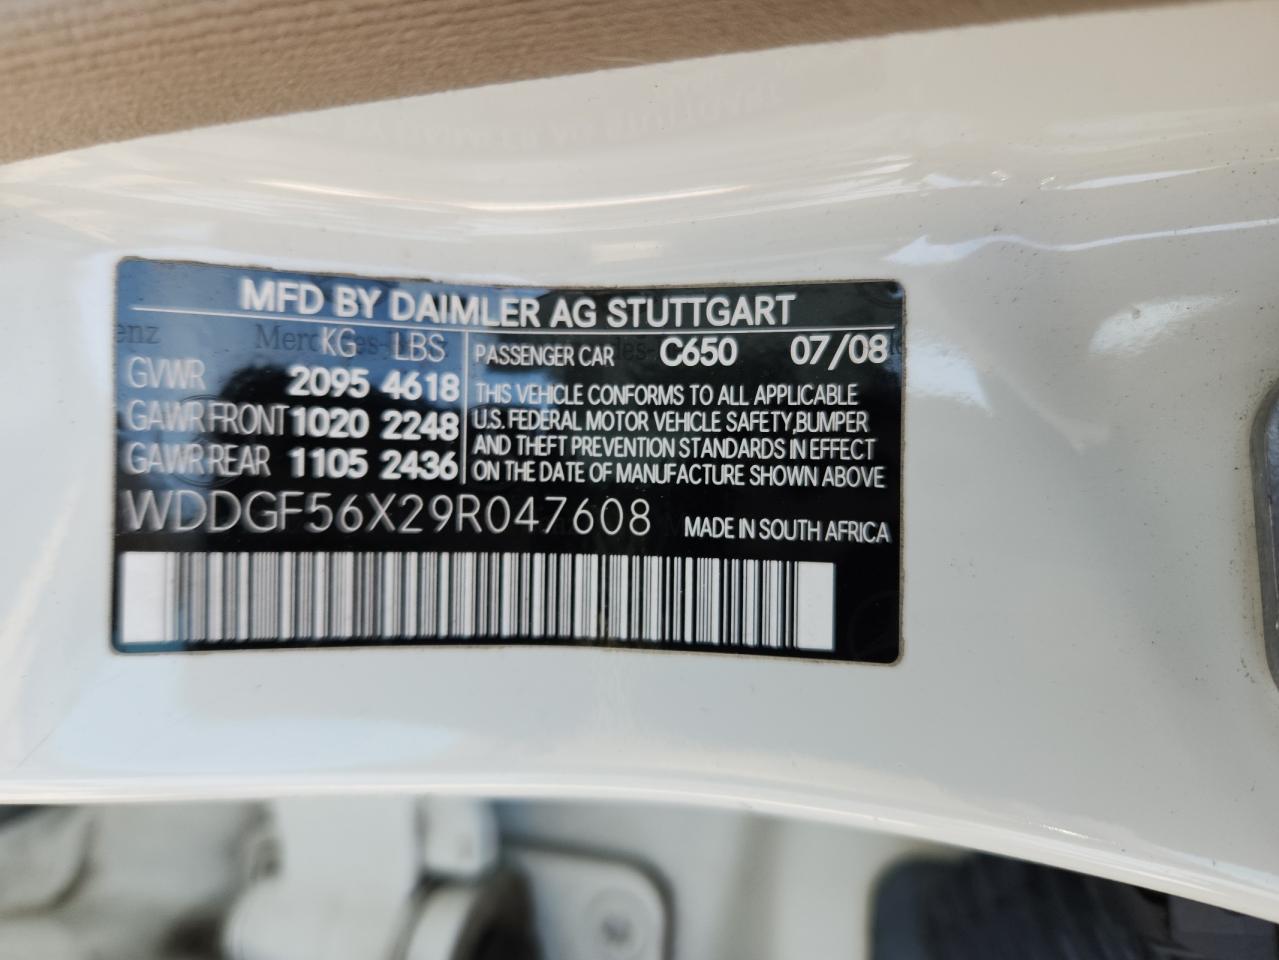 MFD BY DAIMLER AG STUTTGART
KG LBS
GVWR 2095 4618
GAWR FRONT 1020 2248
GAWR REAR 1105 2436
PASSENGER CAR C650 07/08
THIS VEHICLE CONFORMS TO ALL APPLICABLE
U.S. FEDERAL MOTOR VEHICLE SAFETY,BUMPER
AND THEFT PREVENTION STANDARDS IN EFFECT
ON THE DATE OF MANUFACTURE SHOWN ABOVE
WDDGF56X29R047608 MADE IN SOUTH AFRICA